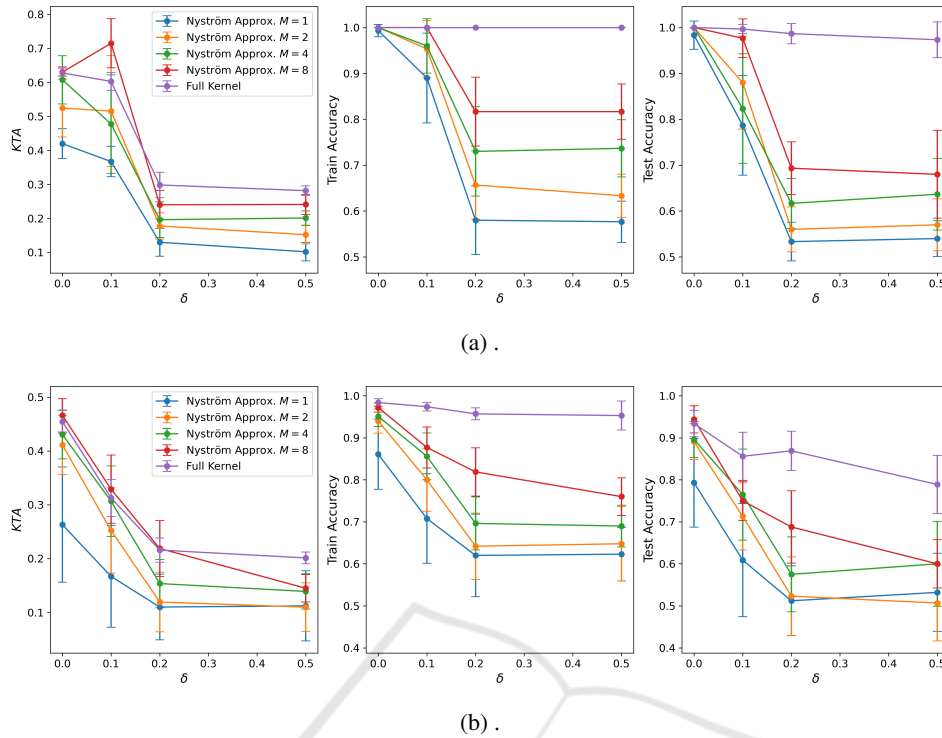 Nyström Approx. M = 1
Nyström Approx. M = 2
Nyström Approx. M = 4
Nyström Approx. M = 8
Full Kernel
KTA
0.8
0.7
0.6
0.5
0.4
0.3
0.2
0.1
0.0 0.1 0.2 0.3 0.4 0.5
δ
Train Accuracy
1.0
0.9
0.8
0.7
0.6
0.5
0.0 0.1 0.2 0.3 0.4 0.5
δ
Test Accuracy
1.0
0.9
0.8
0.7
0.6
0.5
0.0 0.1 0.2 0.3 0.4 0.5
δ
(a) .
Nyström Approx. M = 1
Nyström Approx. M = 2
Nyström Approx. M = 4
Nyström Approx. M = 8
Full Kernel
KTA
0.5
0.4
0.3
0.2
0.1
0.0 0.1 0.2 0.3 0.4 0.5
δ
Train Accuracy
1.0
0.9
0.8
0.7
0.6
0.5
0.4
0.0 0.1 0.2 0.3 0.4 0.5
δ
Test Accuracy
1.0
0.9
0.8
0.7
0.6
0.5
0.4
0.0 0.1 0.2 0.3 0.4 0.5
δ
(b) .